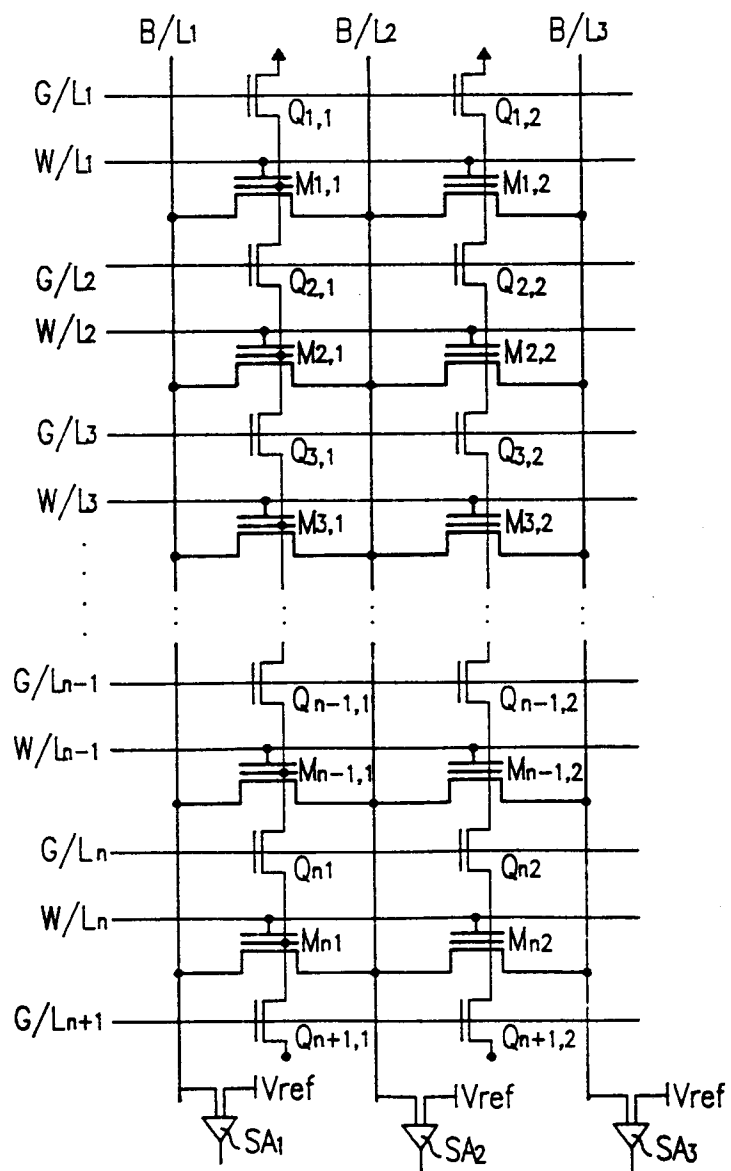 B/L1 B/L2 B/L3
G/L1 Q1,1 Q1,2
W/L1 M1,1 M1,2
G/L2 Q2,1 Q2,2
W/L2 M2,1 M2,2
G/L3 Q3,1 Q3,2
W/L3 M3,1 M3,2
G/Ln-1 Qn-1,1 Qn-1,2
W/Ln-1 Mn-1,1 Mn-1,2
G/Ln Qn1 Qn2
W/Ln Mn1 Mn2
G/Ln+1 Qn+1,1 Qn+1,2
Vref Vref Vref
SA1 SA2 SA3